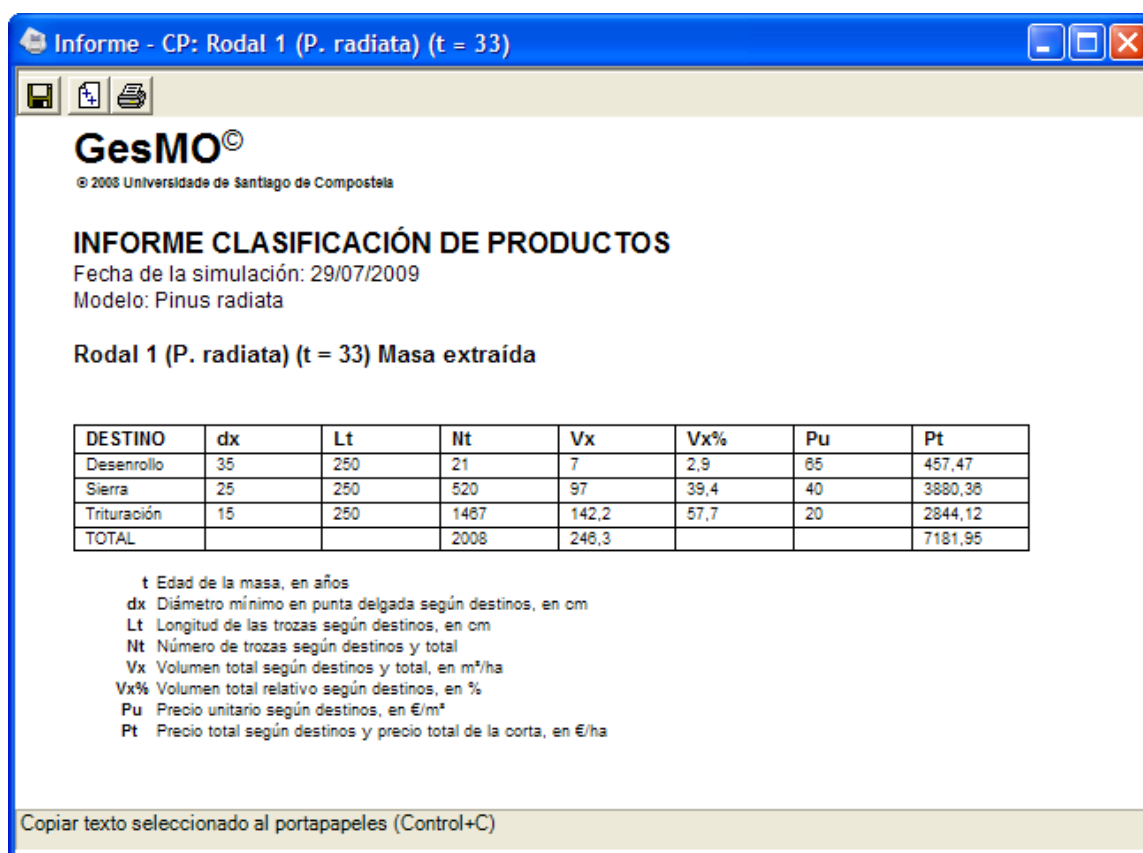 Informe - CP: Rodal 1 (P. radiata) (t = 33)
GesMO©
© 2008 Universidade de Santiago de Compostela
INFORME CLASIFICACIÓN DE PRODUCTOS
Fecha de la simulación: 29/07/2009
Modelo: Pinus radiata
Rodal 1 (P. radiata) (t = 33) Masa extraída
DESTINO dx Lt Nt Vx Vx% Pu Pt
Desenrollo 35 250 21 7 2,9 65 457,47
Sierra 25 250 520 97 39,4 40 3880,36
Trituración 15 250 1467 142,2 57,7 20 2844,12
TOTAL 2008 246,3 7181,95
t Edad de la masa, en años
dx Diámetro mínimo en punta delgada según destinos, en cm
Lt Longitud de las trozas según destinos, en cm
Nt Número de trozas según destinos y total
Vx Volumen total según destinos y total, en m³/ha
Vx% Volumen total relativo según destinos, en %
Pu Precio unitario según destinos, en €/m³
Pt Precio total según destinos y precio total de la corta, en €/ha
Copiar texto seleccionado al portapapeles (Control+C)